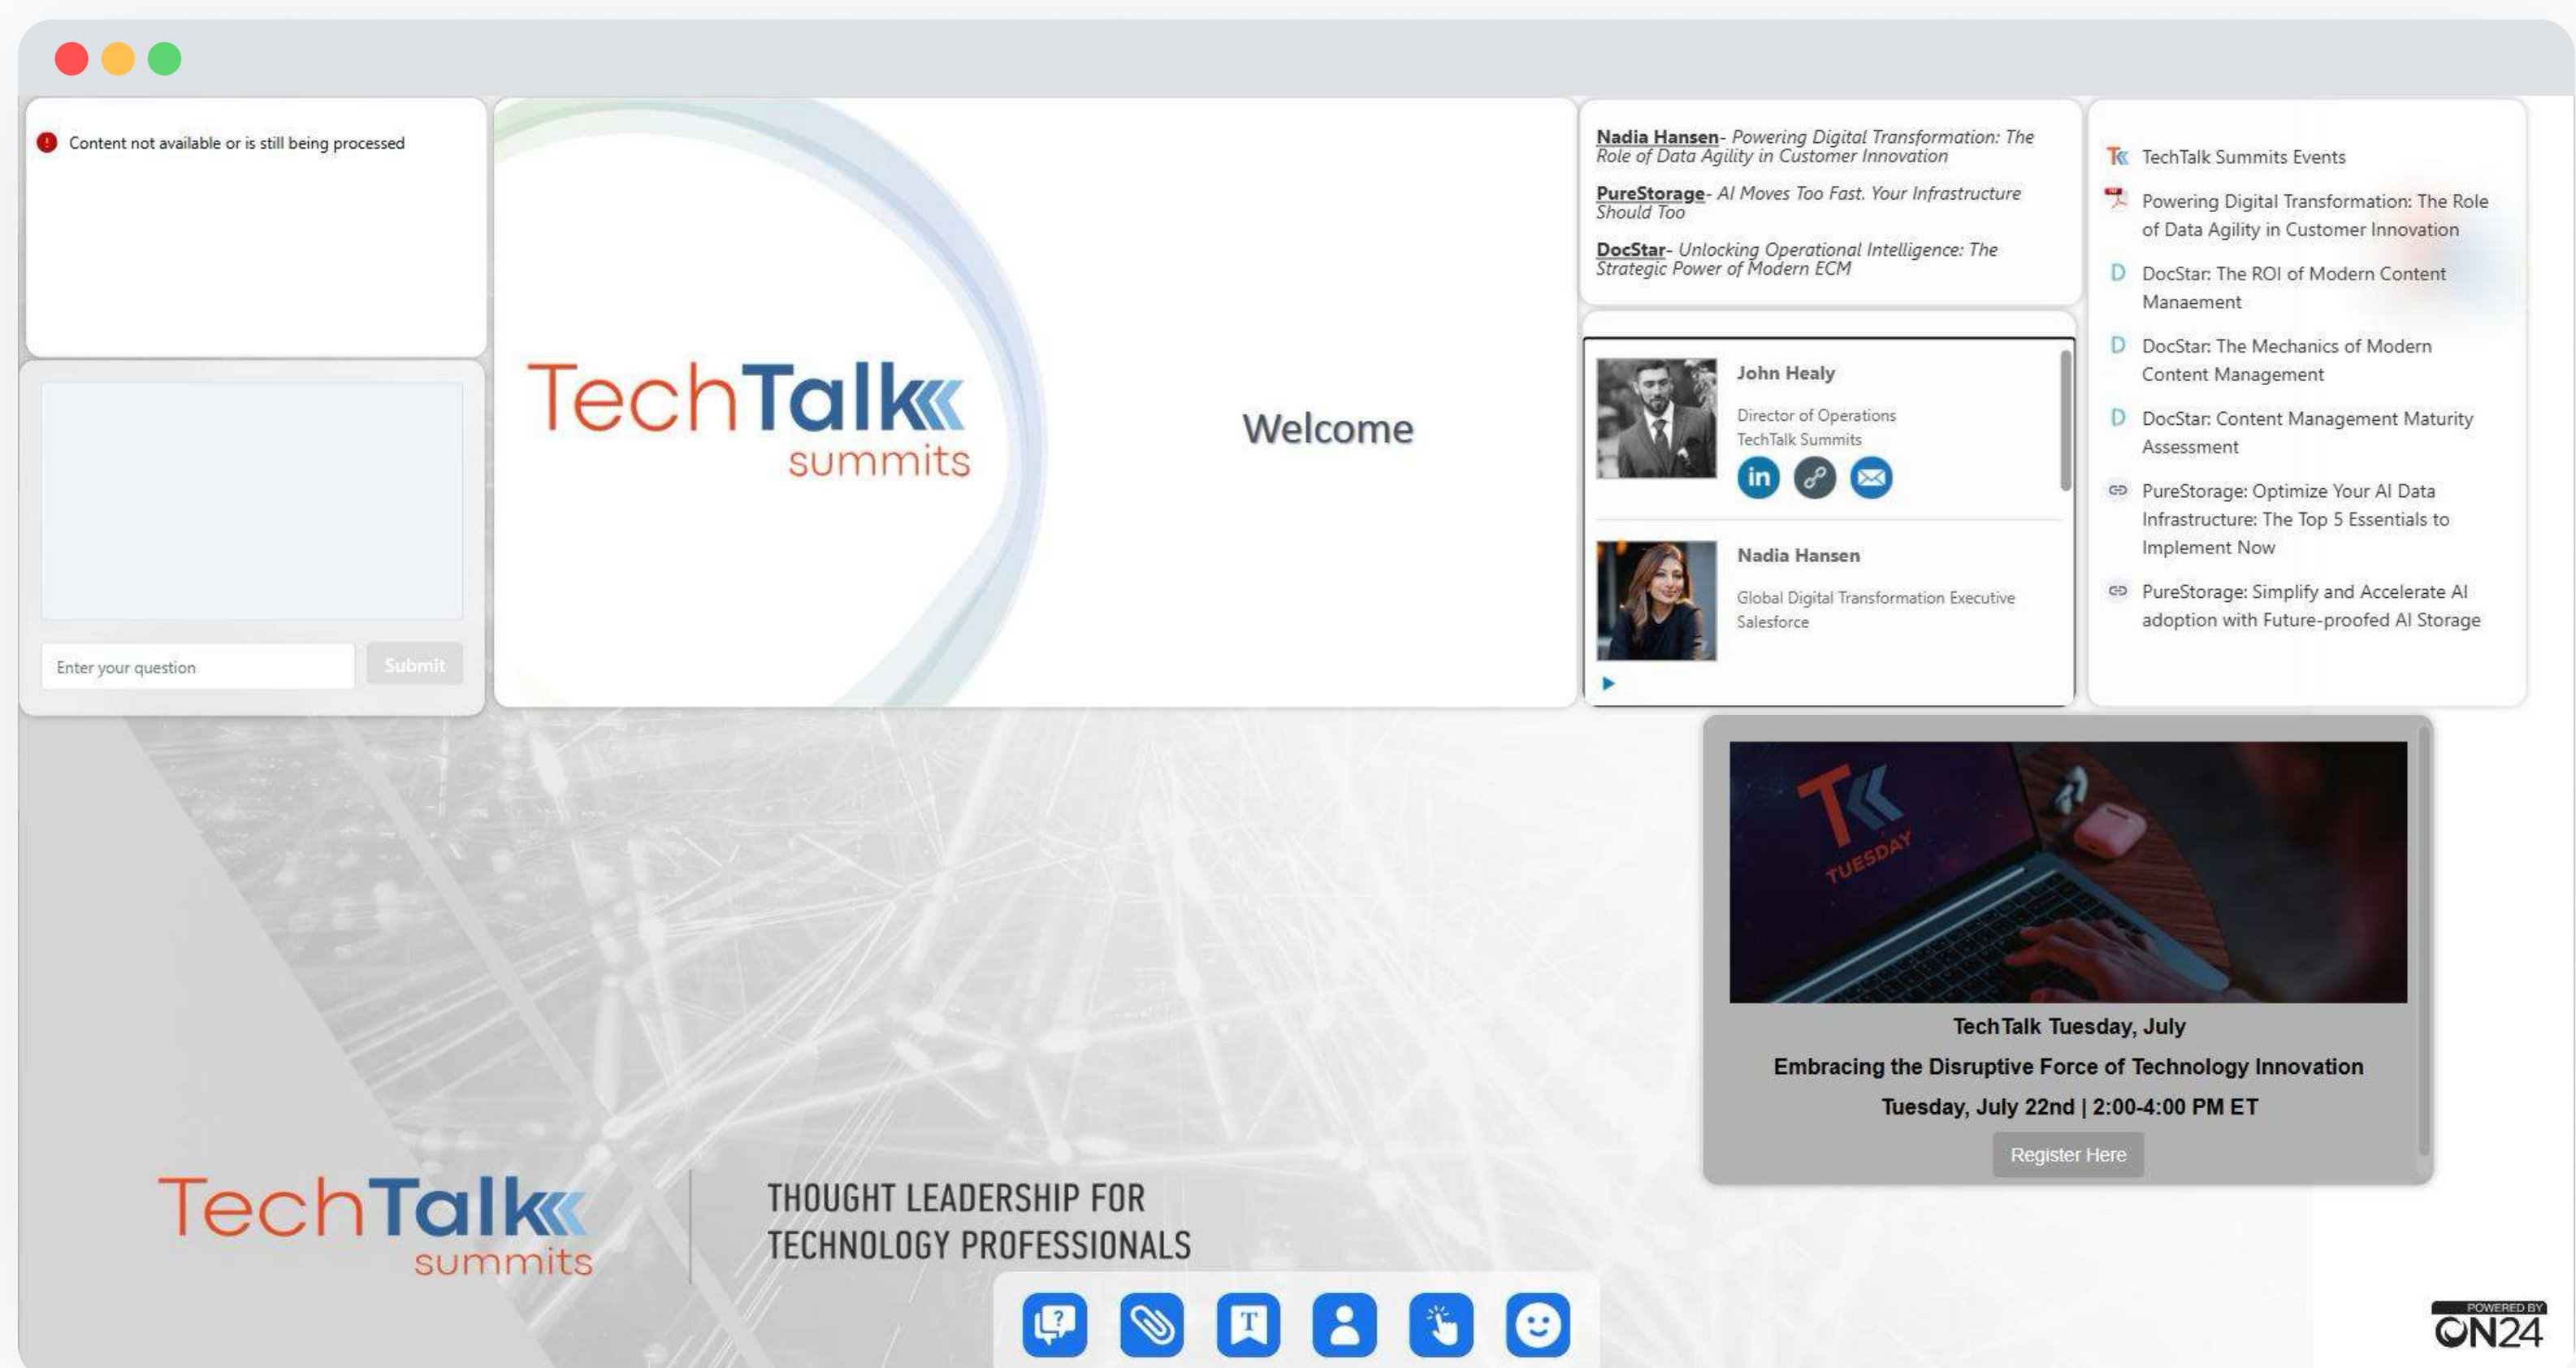 Content not available or is still being processed
Enter your question
Submit
TechTalk
summits
Welcome
Nadia Hansen- Powering Digital Transformation: The
Role of Data Agility in Customer Innovation
PureStorage- AI Moves Too Fast. Your Infrastructure
Should Too
DocStar- Unlocking Operational Intelligence: The
Strategic Power of Modern ECM
John Healy
Director of Operations
TechTalk Summits
in
Nadia Hansen
Global Digital Transformation Executive
Salesforce
TechTalk Summits Events
Powering Digital Transformation: The Role
of Data Agility in Customer Innovation
D DocStar: The ROI of Modern Content
Manaement
D DocStar: The Mechanics of Modern
Content Management
D DocStar: Content Management Maturity
Assessment
PureStorage: Optimize Your AI Data
Infrastructure: The Top 5 Essentials to
Implement Now
PureStorage: Simplify and Accelerate AI
adoption with Future-proofed AI Storage
T
TUESDAY
TechTalk Tuesday, July
Embracing the Disruptive Force of Technology Innovation
Tuesday, July 22nd | 2:00-4:00 PM ET
Register Here
TechTalk
summits
THOUGHT LEADERSHIP FOR
TECHNOLOGY PROFESSIONALS
?
T
POWERED BY
ON24